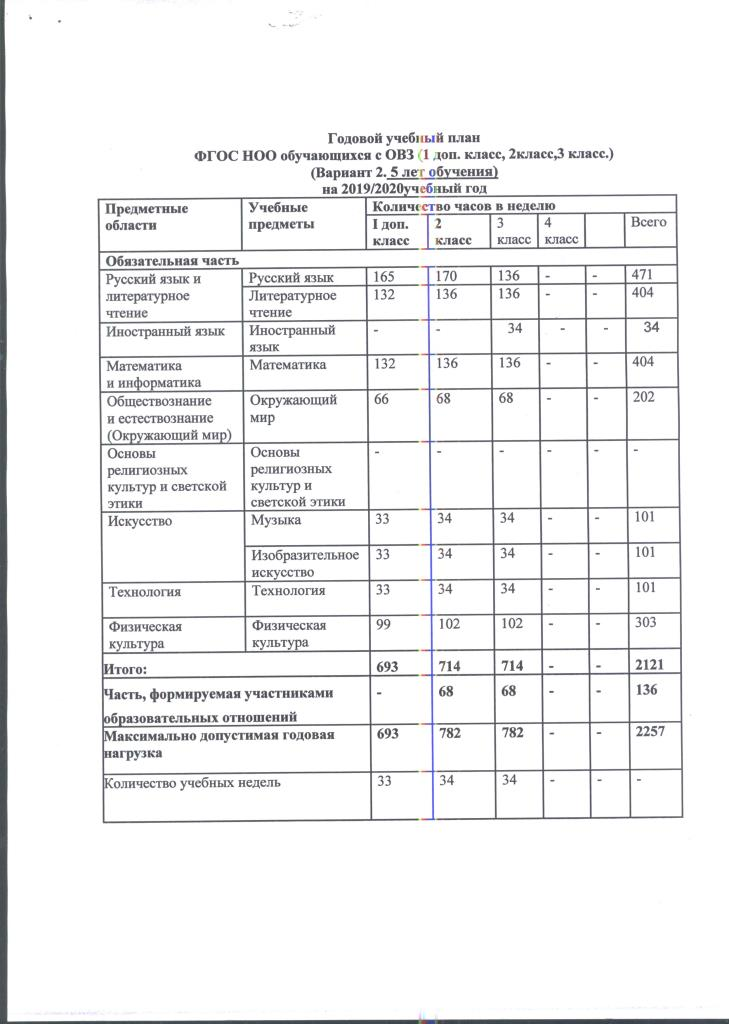 Годовой учебный план
ФГОС НОО обучающихся с ОВЗ (1 доп. класс, 2класс,3 класс.)
(Вариант 2. 5 лет обучения)
на 2019/2020учебный год
Предметные области Учебные предметы Количество часов в неделю
I доп. класс 2 класс 3 класс 4 класс Всего
Обязательная часть
Русский язык и литературное чтение Русский язык 165 170 136 - - 471
Литературное чтение 132 136 136 - - 404
Иностранный язык Иностранный язык - - 34 - - 34
Математика и информатика Математика 132 136 136 - - 404
Обществознание и естествознание (Окружающий мир) Окружающий мир 66 68 68 - - 202
Основы религиозных культур и светской этики Основы религиозных культур и светской этики - - - - - -
Искусство Музыка 33 34 34 - - 101
Изобразительное искусство 33 34 34 - - 101
Технология Технология 33 34 34 - - 101
Физическая культура Физическая культура 99 102 102 - - 303
Итого: 693 714 714 - - 2121
Часть, формируемая участниками образовательных отношений - 68 68 - - 136
Максимально допустимая годовая нагрузка 693 782 782 - - 2257
Количество учебных недель 33 34 34 - - -